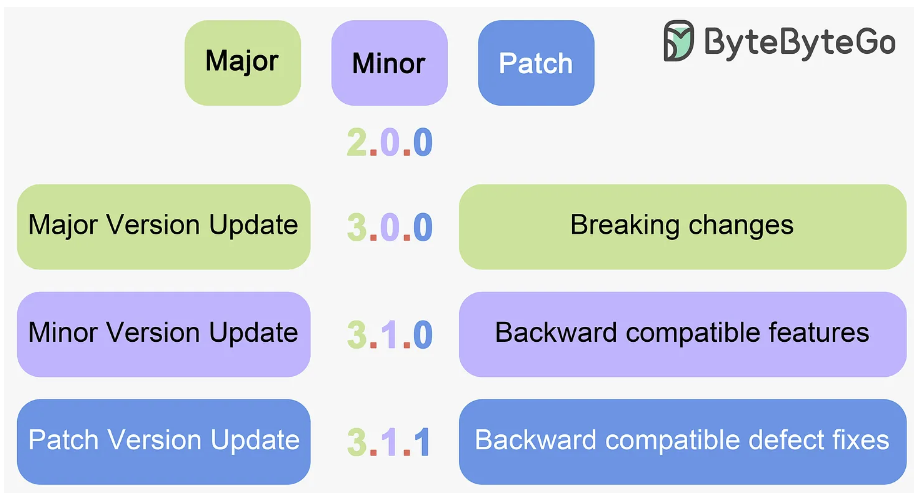 Major Minor Patch
ByteByteGo
2.0.0
Major Version Update 3.0.0 Breaking changes
Minor Version Update 3.1.0 Backward compatible features
Patch Version Update 3.1.1 Backward compatible defect fixes